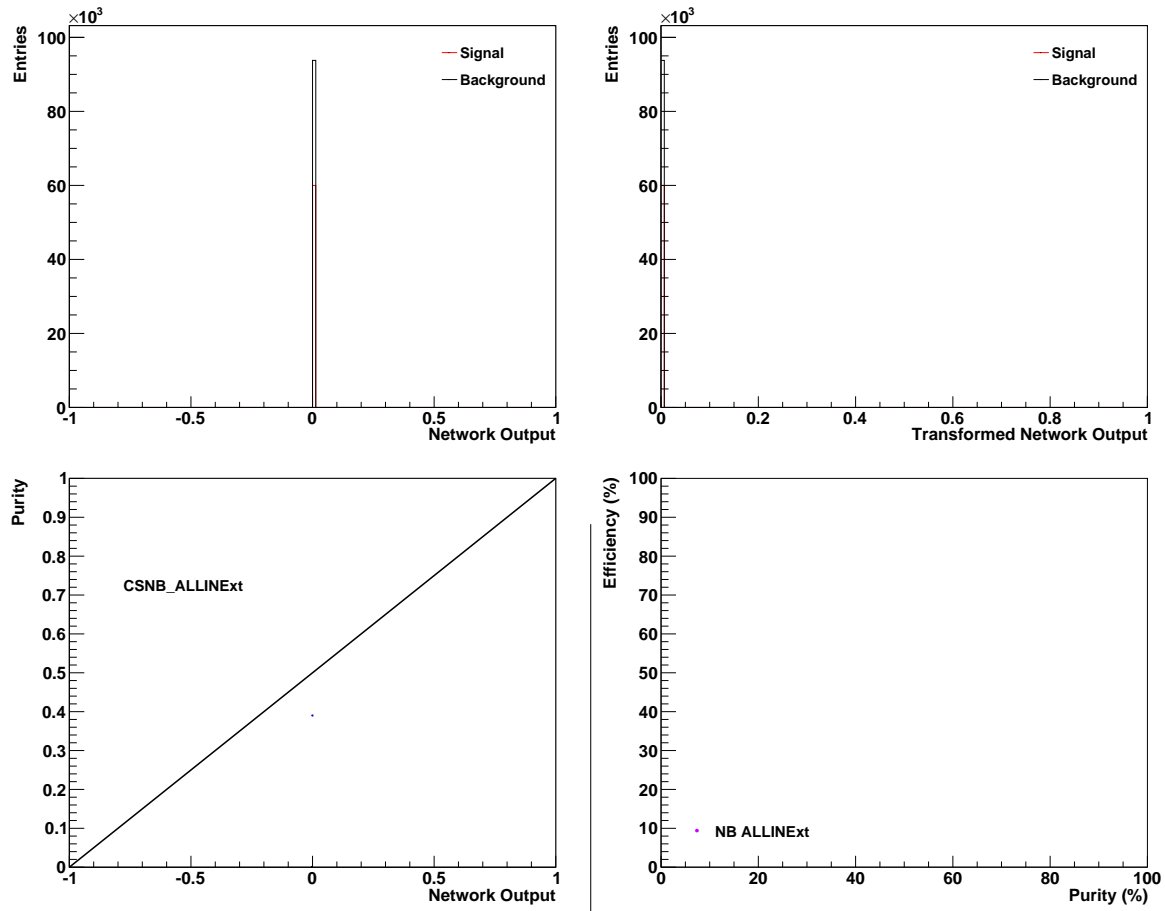 ×10³
Entries
100
80
60
40
20
0
-1 -0.5 0 0.5 1
Network Output
Signal
Background
×10³
Entries
100
80
60
40
20
0
0 0.2 0.4 0.6 0.8 1
Transformed Network Output
Signal
Background
Purity
1
0.9
0.8
0.7
0.6
0.5
0.4
0.3
0.2
0.1
0
-1 -0.5 0 0.5 1
Network Output
CSNB_ALLINExt
Efficiency (%)
100
90
80
70
60
50
40
30
20
10
0
0 20 40 60 80 100
Purity (%)
NB ALLINExt